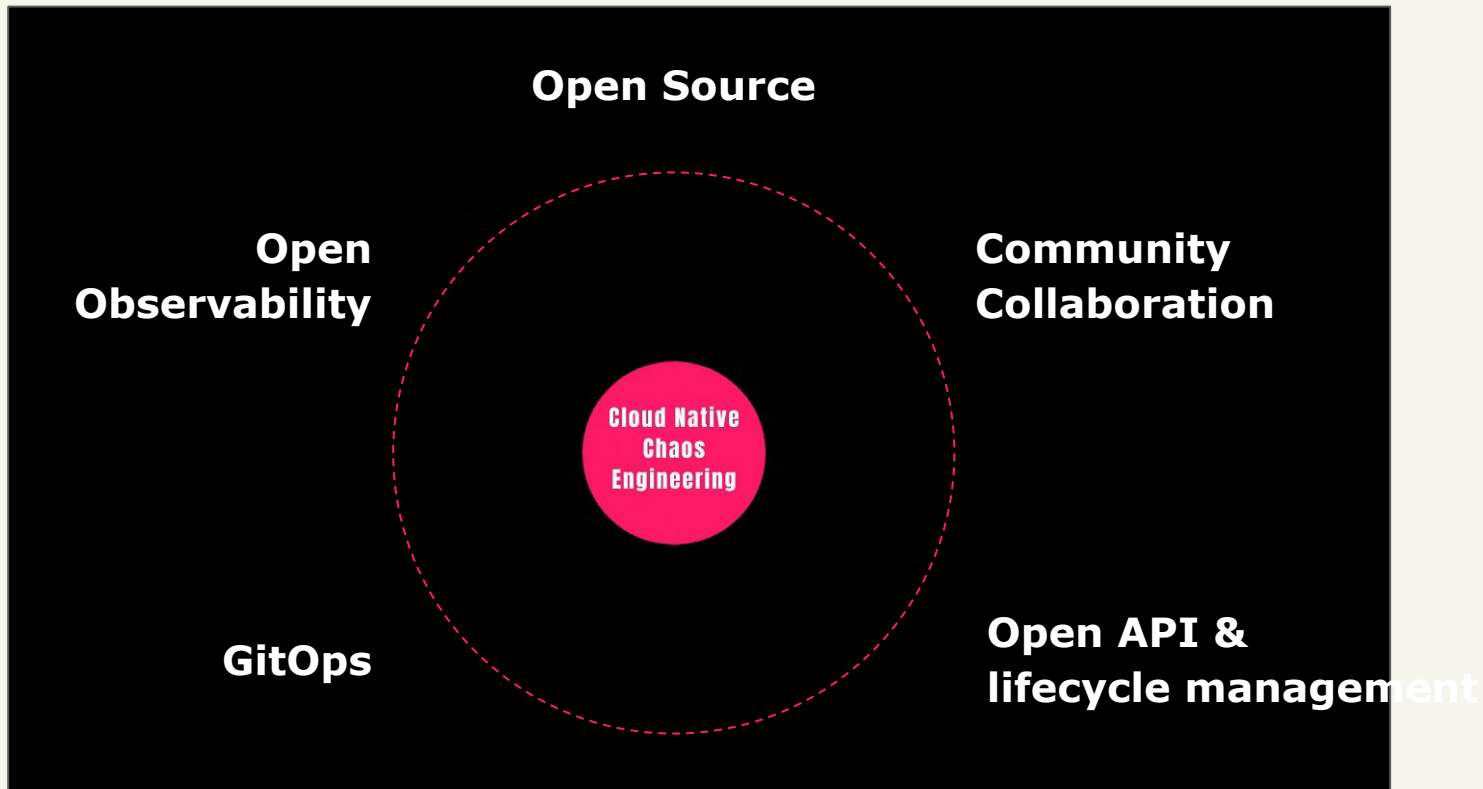 Open Source
Open
Observability
Community
Collaboration
Cloud Native
Chaos
Engineering
GitOps
Open API &
lifecycle management